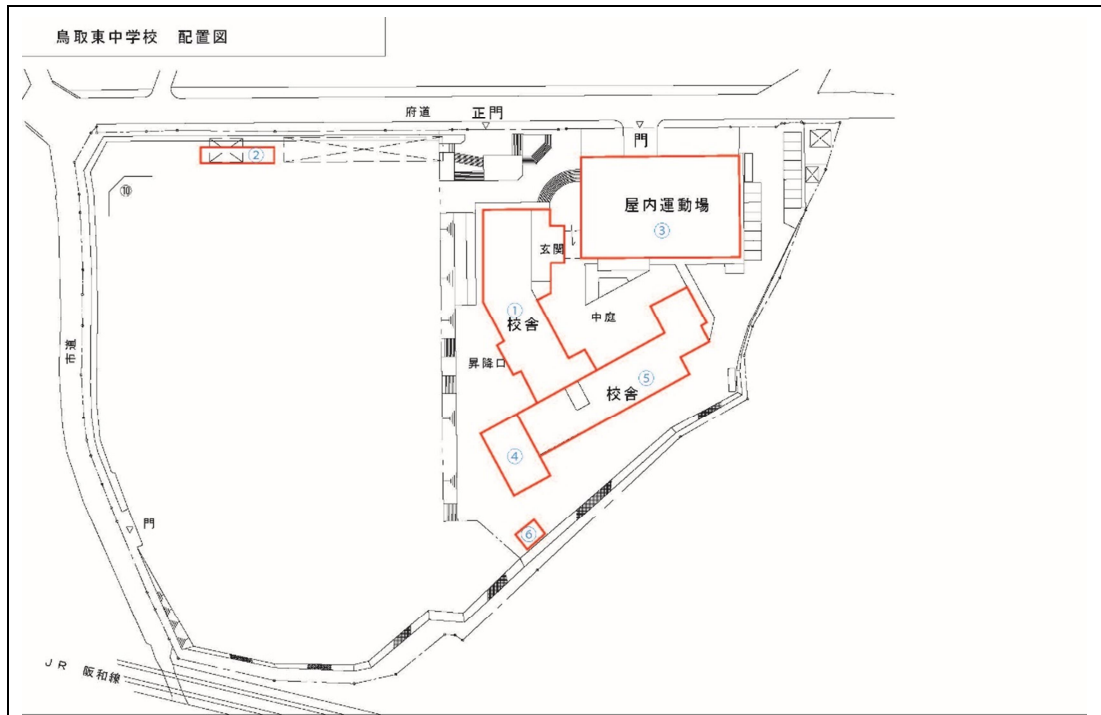 鳥取東中学校 配置図
府道 正門
門
②
⑩
屋内運動場
③
玄関
①
校舎
中庭
市道
昇降口
⑤
校舎
④
⑥
門
JR 阪和線